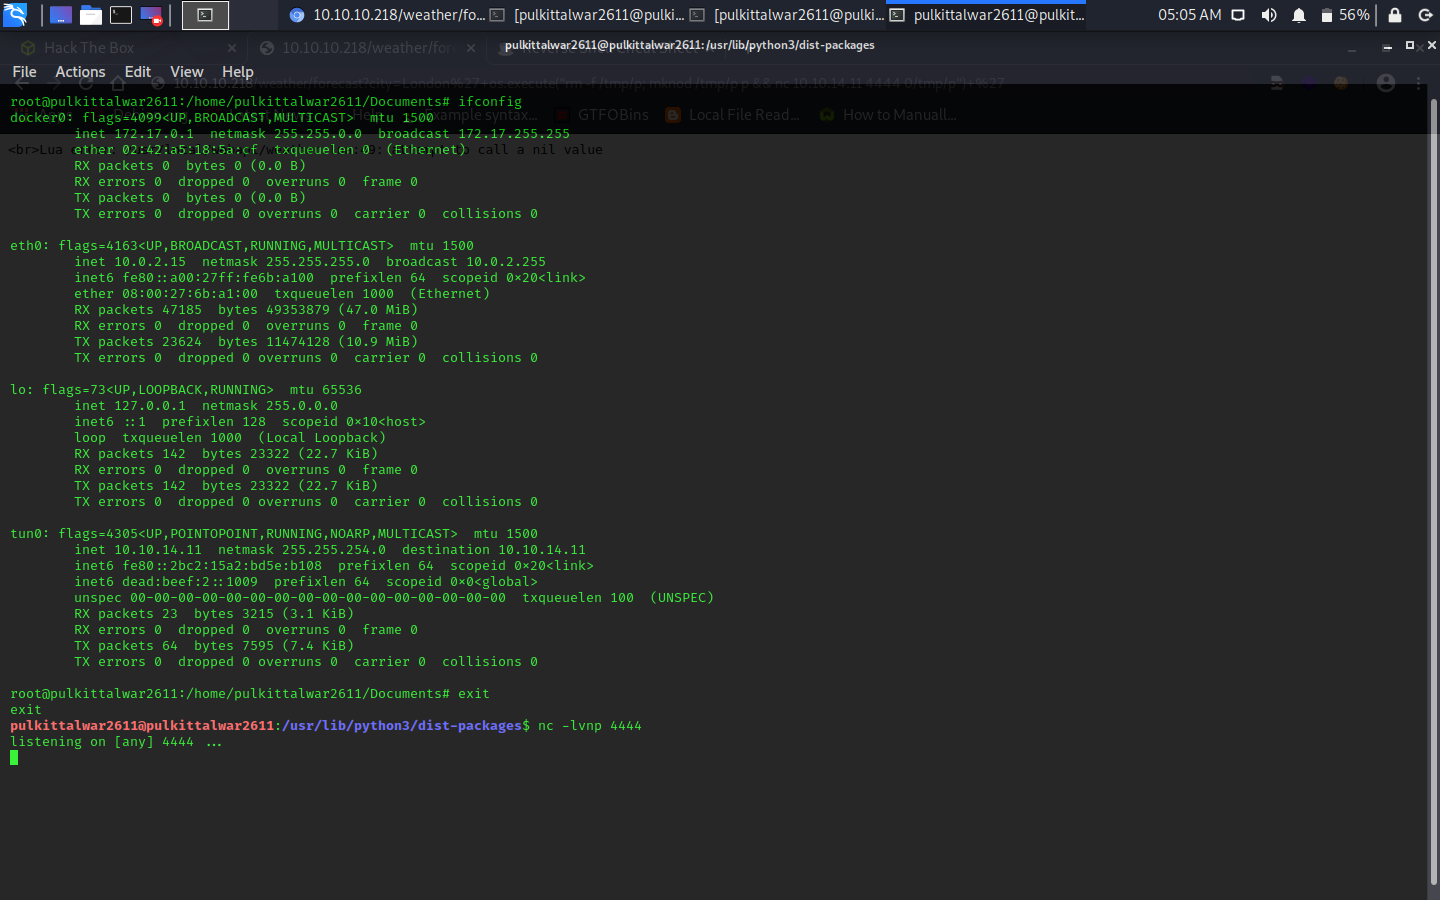 10.10.10.218/weather/fo... [pulkittalwar2611@pulki... [pulkittalwar2611@pulki... pulkittalwar2611@pulkit... 05:05 AM 56%
Hack The Box 10.10.10.218/weather/for pulkittalwar2611@pulkittalwar2611: /usr/lib/python3/dist-packages
File Actions Edit View Help
root@pulkittalwar2611:/home/pulkittalwar2611/Documents# ifconfig
docker0: flags=4099<UP,BROADCAST,MULTICAST>  mtu 1500
GTFOBins Local File Read... How to Manuall...
inet 172.17.0.1  netmask 255.255.0.0  broadcast 172.17.255.255
ether 02:42:a5:18:5a:cf  txqueuelen 0  (Ethernet) call a nil value
RX packets 0  bytes 0 (0.0 B)
RX errors 0  dropped 0  overruns 0  frame 0
TX packets 0  bytes 0 (0.0 B)
TX errors 0  dropped 0 overruns 0  carrier 0  collisions 0
eth0: flags=4163<UP,BROADCAST,RUNNING,MULTICAST>  mtu 1500
inet 10.0.2.15  netmask 255.255.255.0  broadcast 10.0.2.255
inet6 fe80::a00:27ff:fe6b:a100  prefixlen 64  scopeid 0x20<link>
ether 08:00:27:6b:a1:00  txqueuelen 1000  (Ethernet)
RX packets 47185  bytes 49353879 (47.0 MiB)
RX errors 0  dropped 0  overruns 0  frame 0
TX packets 23624  bytes 11474128 (10.9 MiB)
TX errors 0  dropped 0 overruns 0  carrier 0  collisions 0
lo: flags=73<UP,LOOPBACK,RUNNING>  mtu 65536
inet 127.0.0.1  netmask 255.0.0.0
inet6 ::1  prefixlen 128  scopeid 0x10<host>
loop  txqueuelen 1000  (Local Loopback)
RX packets 142  bytes 23322 (22.7 KiB)
RX errors 0  dropped 0  overruns 0  frame 0
TX packets 142  bytes 23322 (22.7 KiB)
TX errors 0  dropped 0 overruns 0  carrier 0  collisions 0
tun0: flags=4305<UP,POINTOPOINT,RUNNING,NOARP,MULTICAST>  mtu 1500
inet 10.10.14.11  netmask 255.255.254.0  destination 10.10.14.11
inet6 fe80::2bc2:15a2:bd5e:b108  prefixlen 64  scopeid 0x20<link>
inet6 dead:beef:2::1009  prefixlen 64  scopeid 0x0<global>
unspec 00-00-00-00-00-00-00-00-00-00-00-00-00-00-00-00  txqueuelen 100  (UNSPEC)
RX packets 23  bytes 3215 (3.1 KiB)
RX errors 0  dropped 0  overruns 0  frame 0
TX packets 64  bytes 7595 (7.4 KiB)
TX errors 0  dropped 0 overruns 0  carrier 0  collisions 0
root@pulkittalwar2611:/home/pulkittalwar2611/Documents# exit
exit
pulkittalwar2611@pulkittalwar2611:/usr/lib/python3/dist-packages$ nc -lvnp 4444
listening on [any] 4444 ...